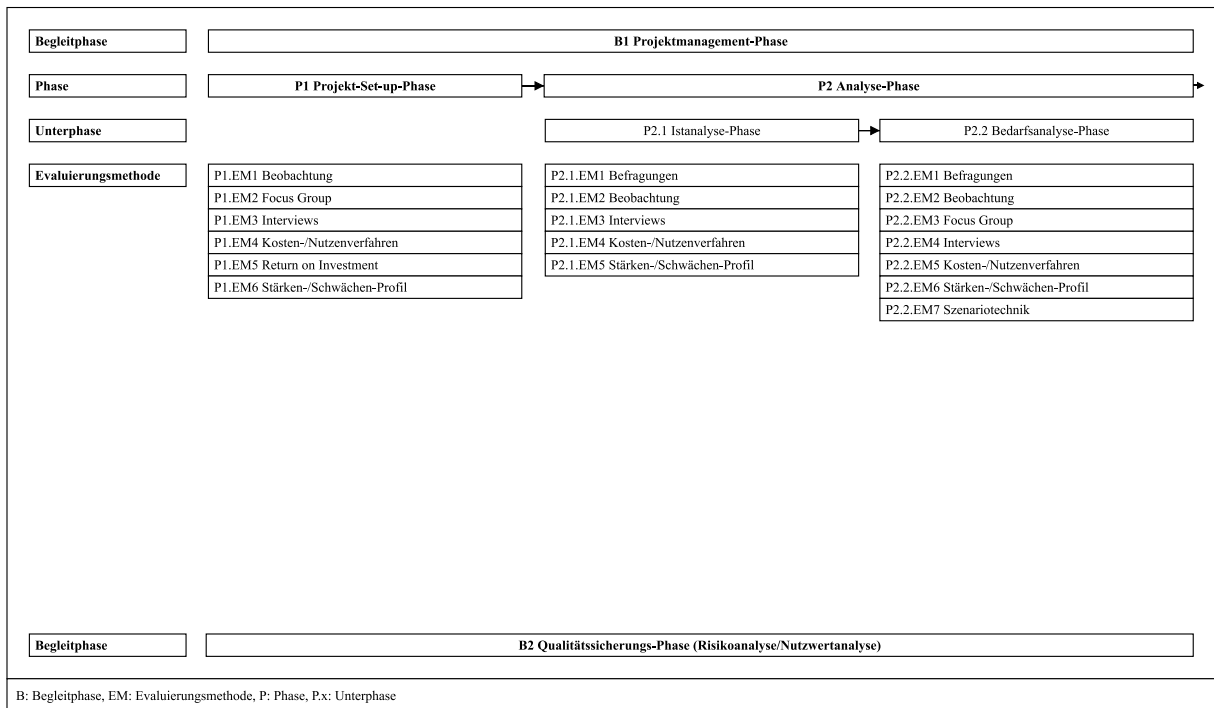 Begleitphase
B1 Projektmanagement-Phase
Phase
P1 Projekt-Set-up-Phase
P2 Analyse-Phase
Unterphase
P2.1 Istanalyse-Phase
P2.2 Bedarfsanalyse-Phase
Evaluierungsmethode
P1.EM1 Beobachtung
P1.EM2 Focus Group
P1.EM3 Interviews
P1.EM4 Kosten-/Nutzenverfahren
P1.EM5 Return on Investment
P1.EM6 Stärken-/Schwächen-Profil
P2.1.EM1 Befragungen
P2.1.EM2 Beobachtung
P2.1.EM3 Interviews
P2.1.EM4 Kosten-/Nutzenverfahren
P2.1.EM5 Stärken-/Schwächen-Profil
P2.2.EM1 Befragungen
P2.2.EM2 Beobachtung
P2.2.EM3 Focus Group
P2.2.EM4 Interviews
P2.2.EM5 Kosten-/Nutzenverfahren
P2.2.EM6 Stärken-/Schwächen-Profil
P2.2.EM7 Szenariotechnik
Begleitphase
B2 Qualitätssicherungs-Phase (Risikoanalyse/Nutzwertanalyse)
B: Begleitphase, EM: Evaluierungsmethode, P: Phase, P.x: Unterphase